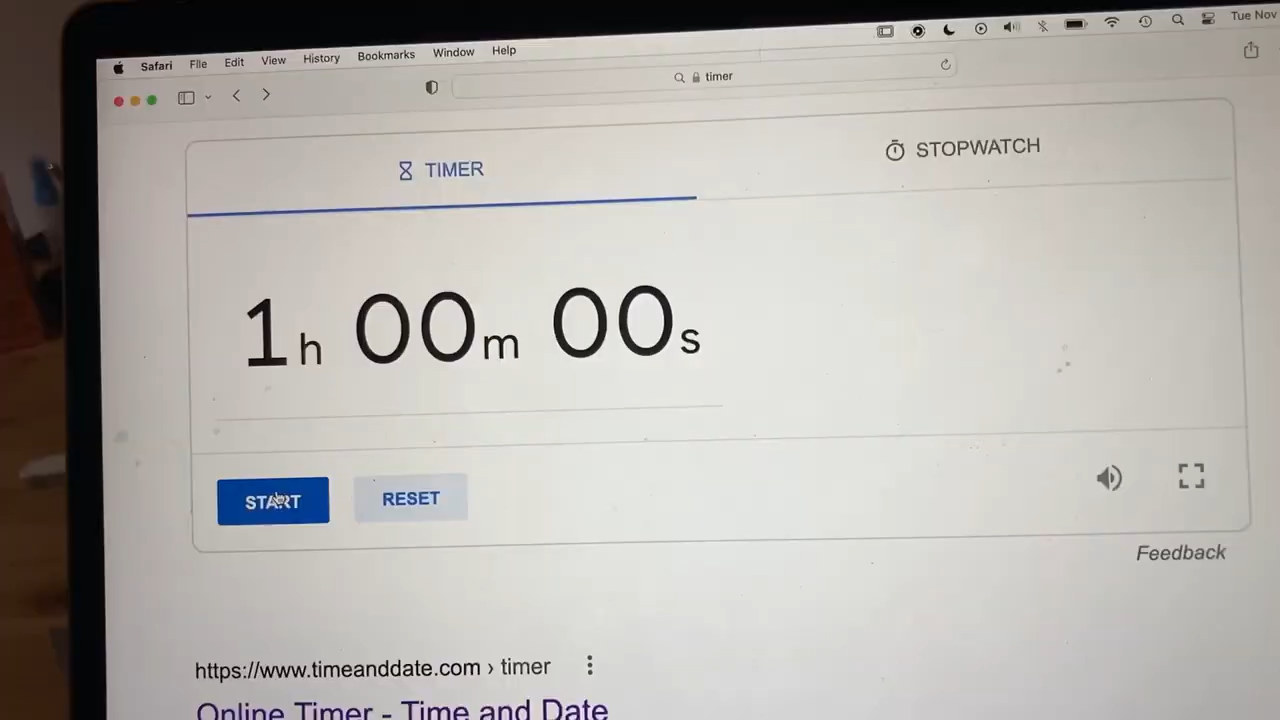 Safari File Edit View History Bookmarks Window Help Tue Nov
timer
TIMER STOPWATCH
1h 00m 00s
START RESET
Feedback
https://www.timeanddate.com › timer
Online Timer - Time and Date